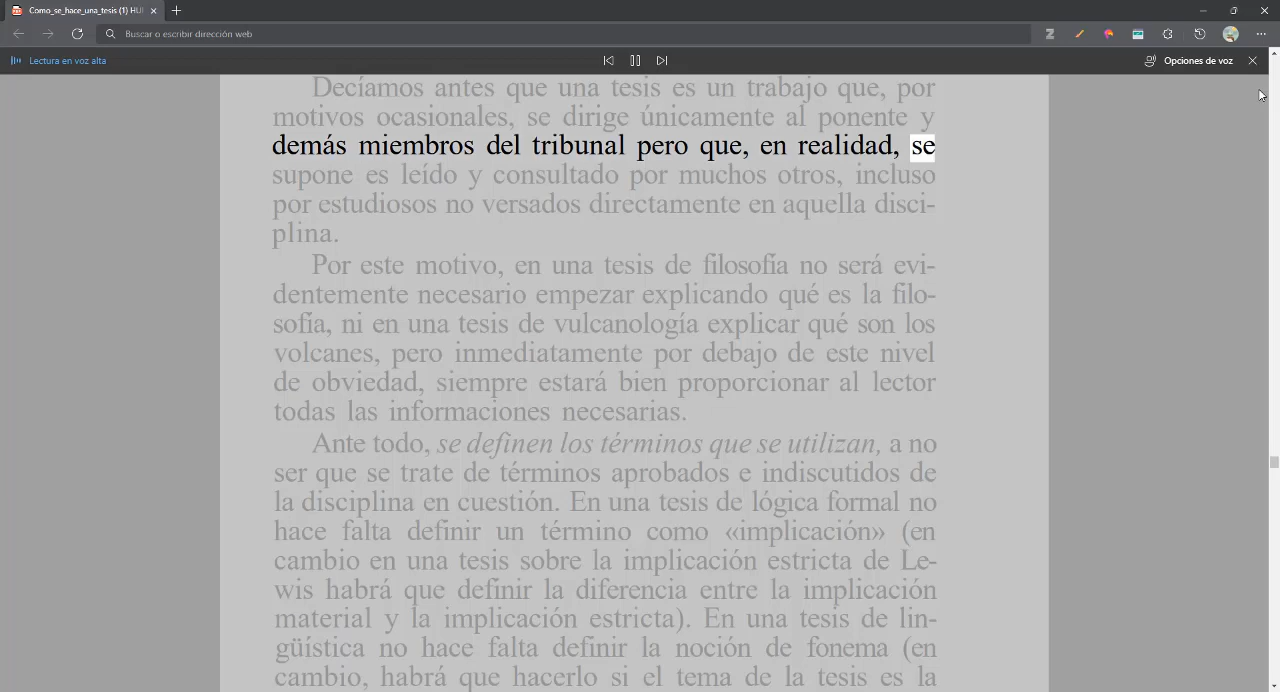 Como_se_hace_una_tesis (1) HU
Buscar o escribir dirección web
Lectura en voz alta
Opciones de voz
Decíamos antes que una tesis es un trabajo que, por
motivos ocasionales, se dirige únicamente al ponente y
demás miembros del tribunal pero que, en realidad, se
supone es leído y consultado por muchos otros, incluso
por estudiosos no versados directamente en aquella disci-
plina.
Por este motivo, en una tesis de filosofía no será evi-
dentemente necesario empezar explicando qué es la filo-
sofía, ni en una tesis de vulcanología explicar qué son los
volcanes, pero inmediatamente por debajo de este nivel
de obviedad, siempre estará bien proporcionar al lector
todas las informaciones necesarias.
Ante todo, se definen los términos que se utilizan, a no
ser que se trate de términos aprobados e indiscutidos de
la disciplina en cuestión. En una tesis de lógica formal no
hace falta definir un término como «implicación» (en
cambio en una tesis sobre la implicación estricta de Le-
wis habrá que definir la diferencia entre la implicación
material y la implicación estricta). En una tesis de lin-
güística no hace falta definir la noción de fonema (en
cambio, habrá que hacerlo si el tema de la tesis es la